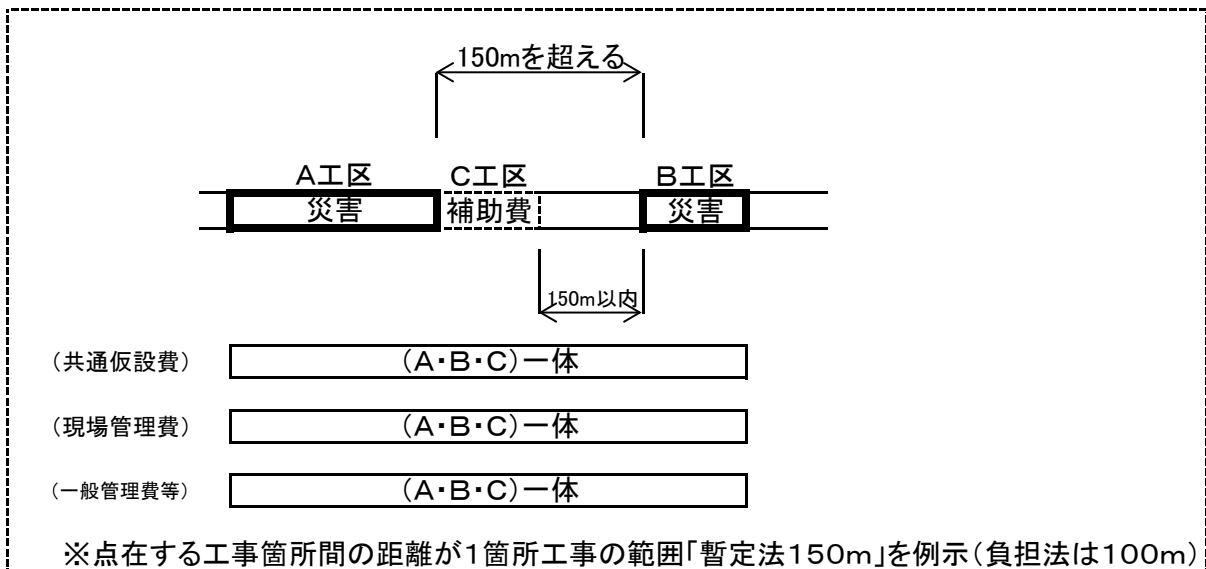 150mを超える
A工区 C工区 B工区
災害 補助費 災害
150m以内
(共通仮設費) (A・B・C)一体
(現場管理費) (A・B・C)一体
(一般管理費等) (A・B・C)一体
※点在する工事箇所間の距離が1箇所工事の範囲「暫定法150m」を例示(負担法は100m)